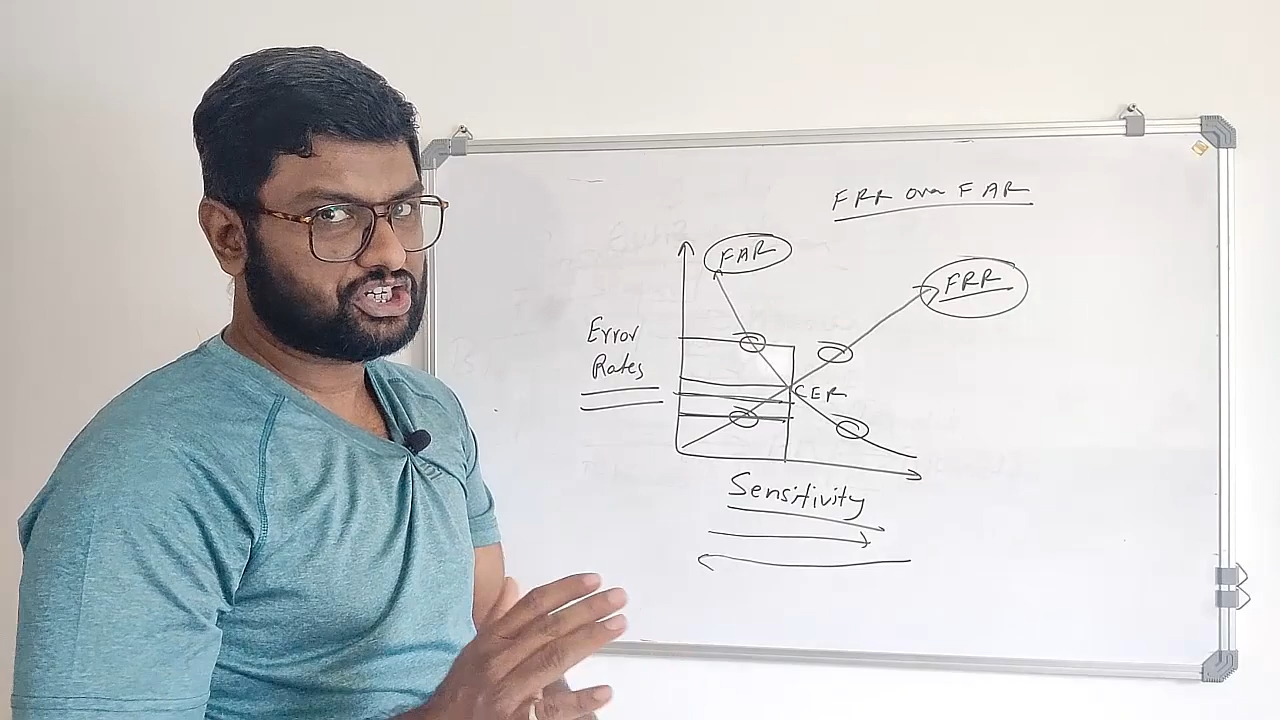 FRR over FAR
FAR
FRR
Error
Rates
CER
Sensitivity